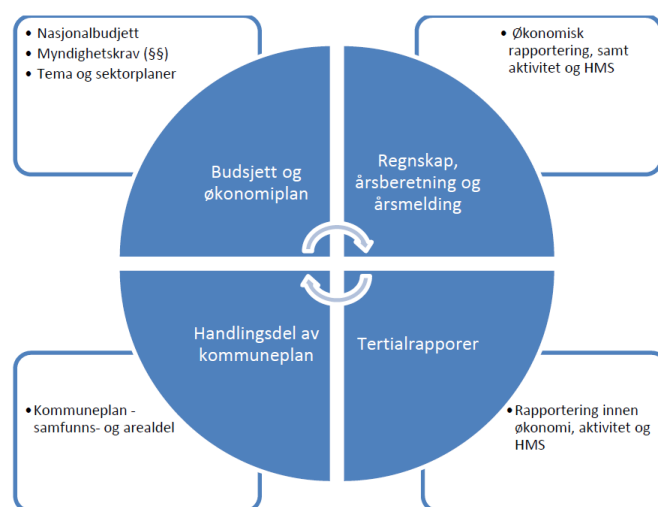 • Nasjonalbudjett
• Myndighetskrav (§§)
• Tema og sektorplaner
• Økonomisk
rapportering, samt
aktivitet og HMS
Budsjett og
økonomiplan
Regnskap,
årsberetning og
årsmelding
Handlingsdel av
kommuneplan
Tertialrapporer
•Kommuneplan -
samfunns- og arealdel
•Rapportering innen
økonomi, aktivitet og
HMS